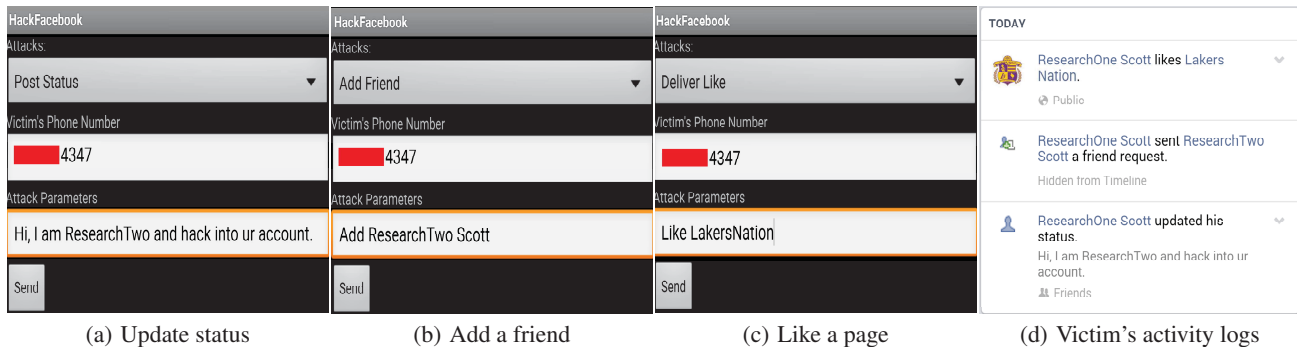 HackFacebook
Attacks:
Post Status
Victim's Phone Number
4347
Attack Parameters
Hi, I am ResearchTwo and hack into ur account.
Send
(a) Update status
HackFacebook
Attacks:
Add Friend
Victim's Phone Number
4347
Attack Parameters
Add ResearchTwo Scott
Send
(b) Add a friend
HackFacebook
Attacks:
Deliver Like
Victim's Phone Number
4347
Attack Parameters
Like LakersNation
Send
(c) Like a page
TODAY
ResearchOne Scott likes Lakers
Nation.
Public
ResearchOne Scott sent ResearchTwo
Scott a friend request.
Hidden from Timeline
ResearchOne Scott updated his
status.
Hi, I am ResearchTwo and hack into ur
account.
Friends
(d) Victim's activity logs